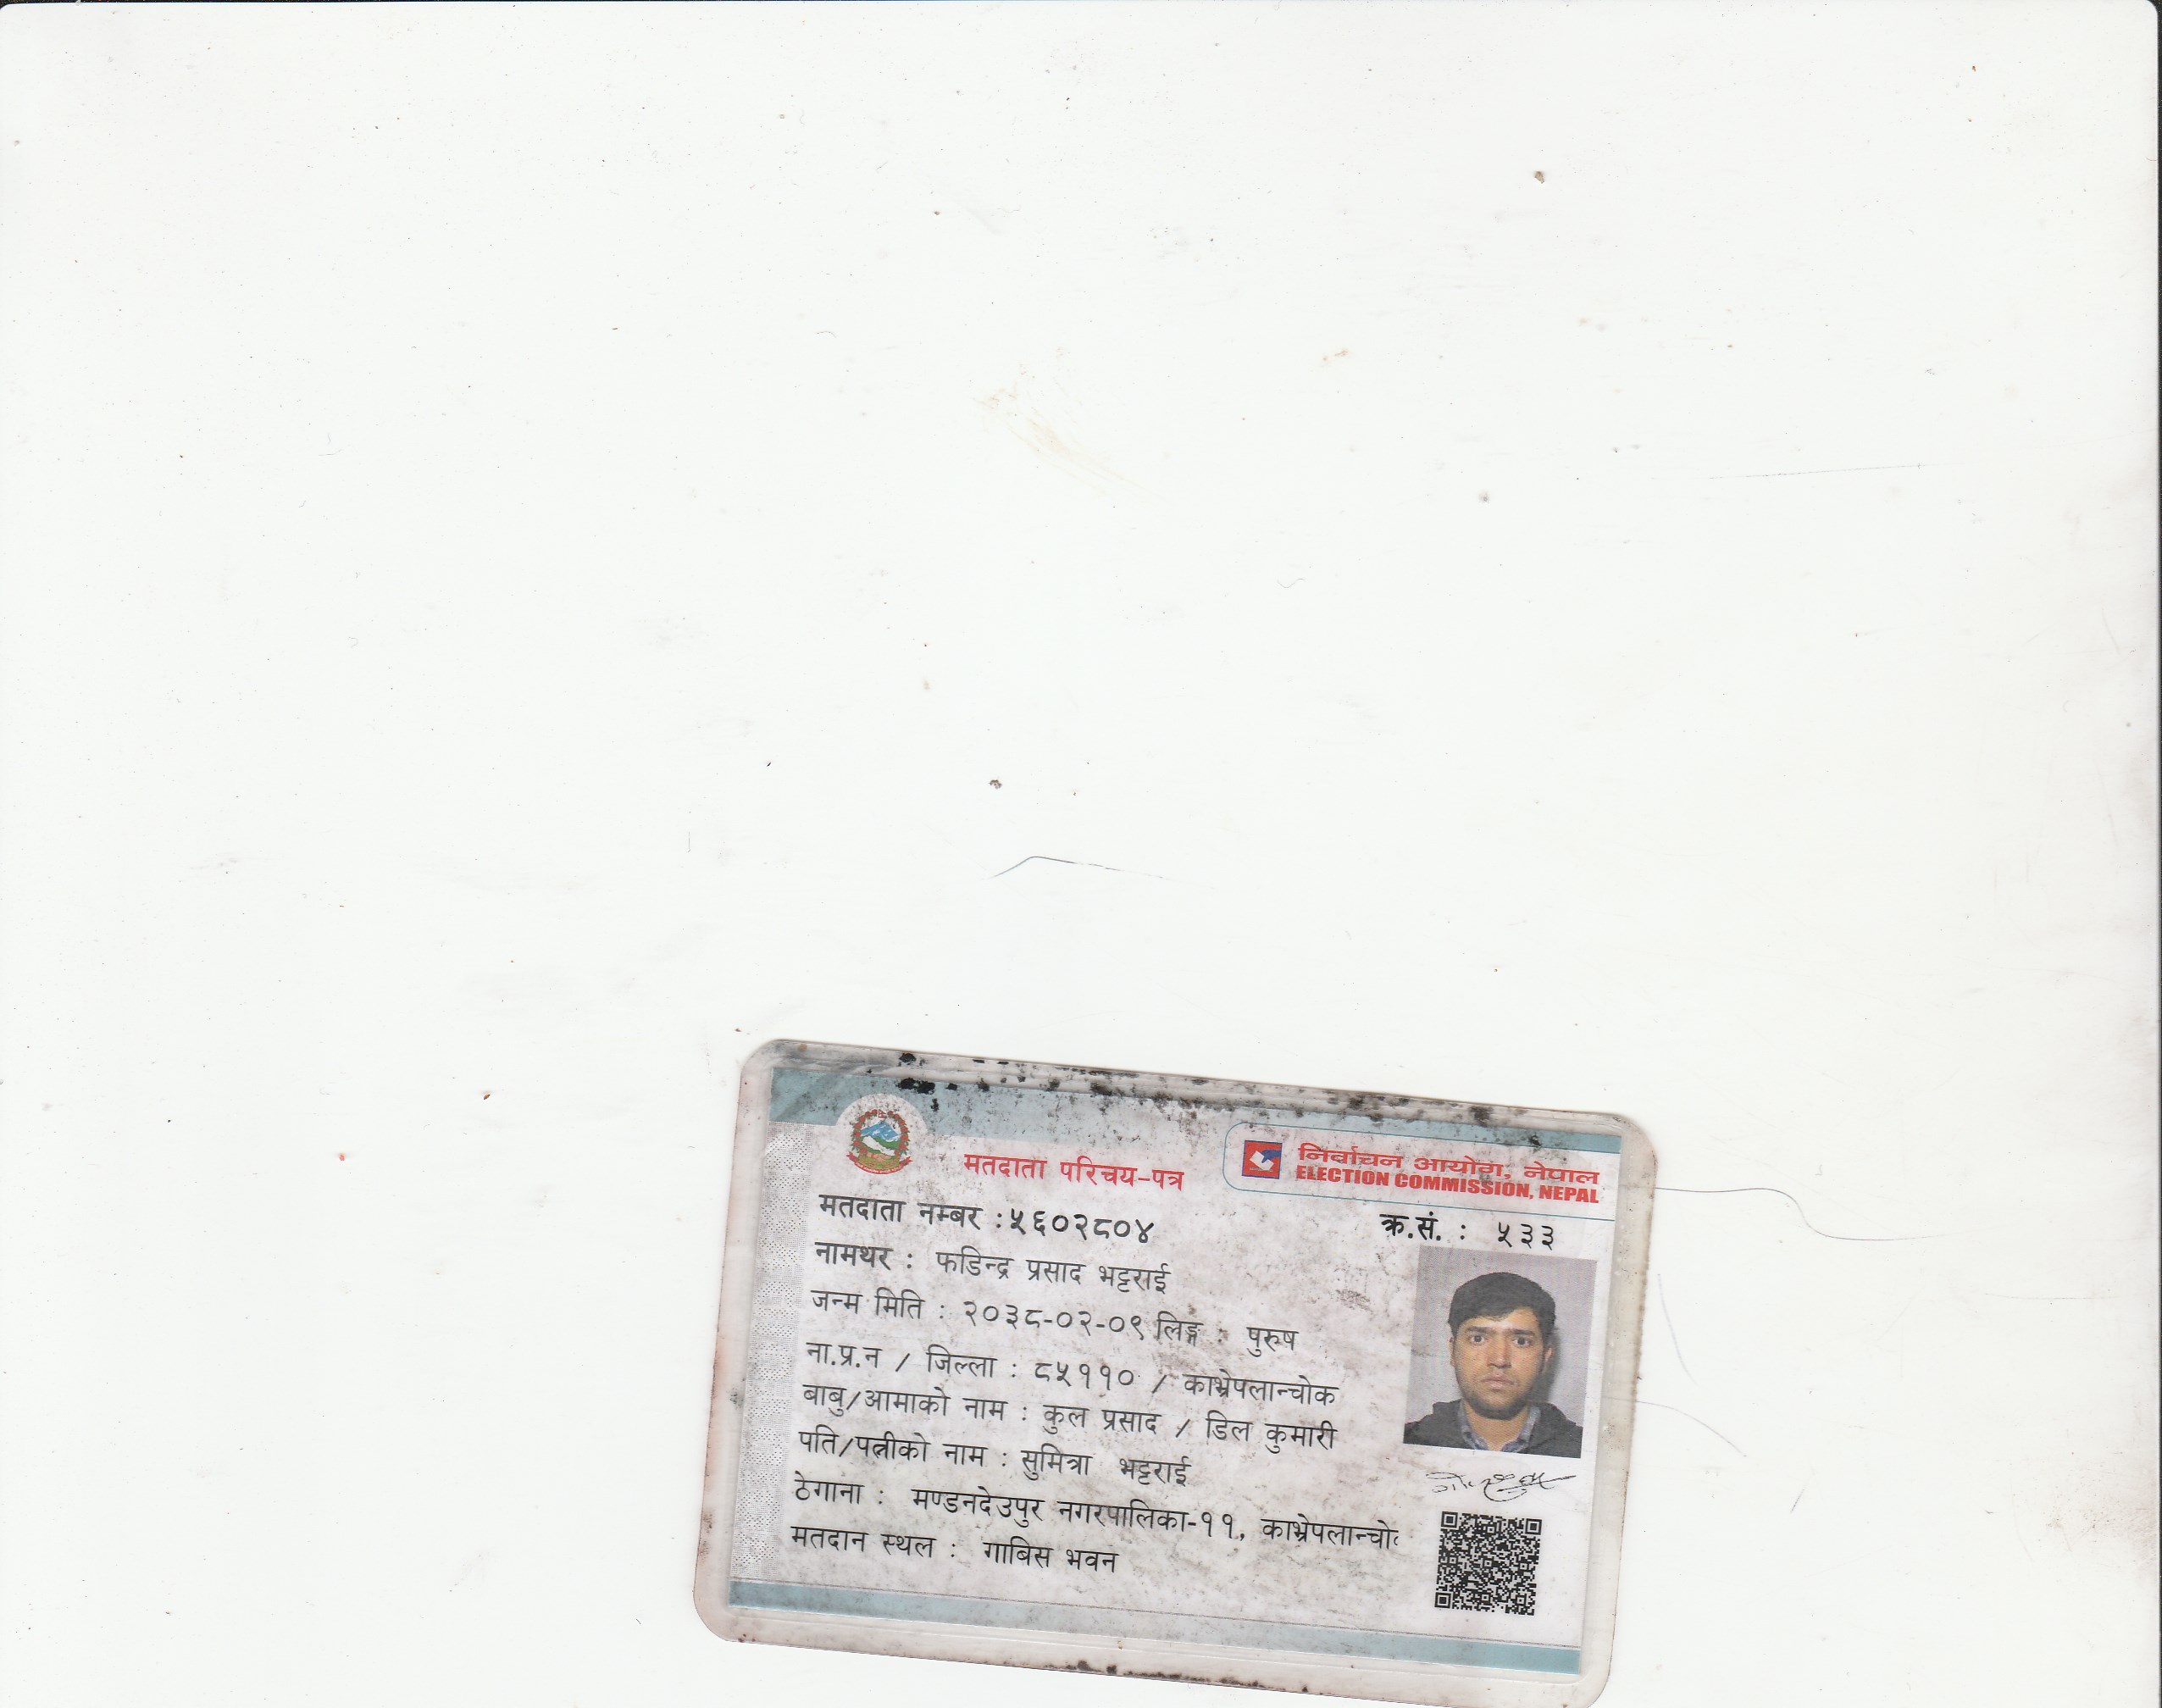 मतदाता परिचय-पत्र
निर्वाचन आयोग, नेपाल
ELECTION COMMISSION, NEPAL
मतदाता नम्बर :५६०२८०४
क्र.सं. : ५३३
नामथर : फडिन्द्र प्रसाद भट्टराई
जन्म मिति : २०३८-०२-०९ लिङ्ग : पुरुष
ना.प्र.न / जिल्ला : ८५११० / काभ्रेपलान्चोक
बाबु/आमाको नाम : कुल प्रसाद / डिल कुमारी
पति/पत्नीको नाम : सुमित्रा भट्टराई
ठेगाना : मण्डनदेउपुर नगरपालिका-११, काभ्रेपलान्चो
मतदान स्थल : गाबिस भवन